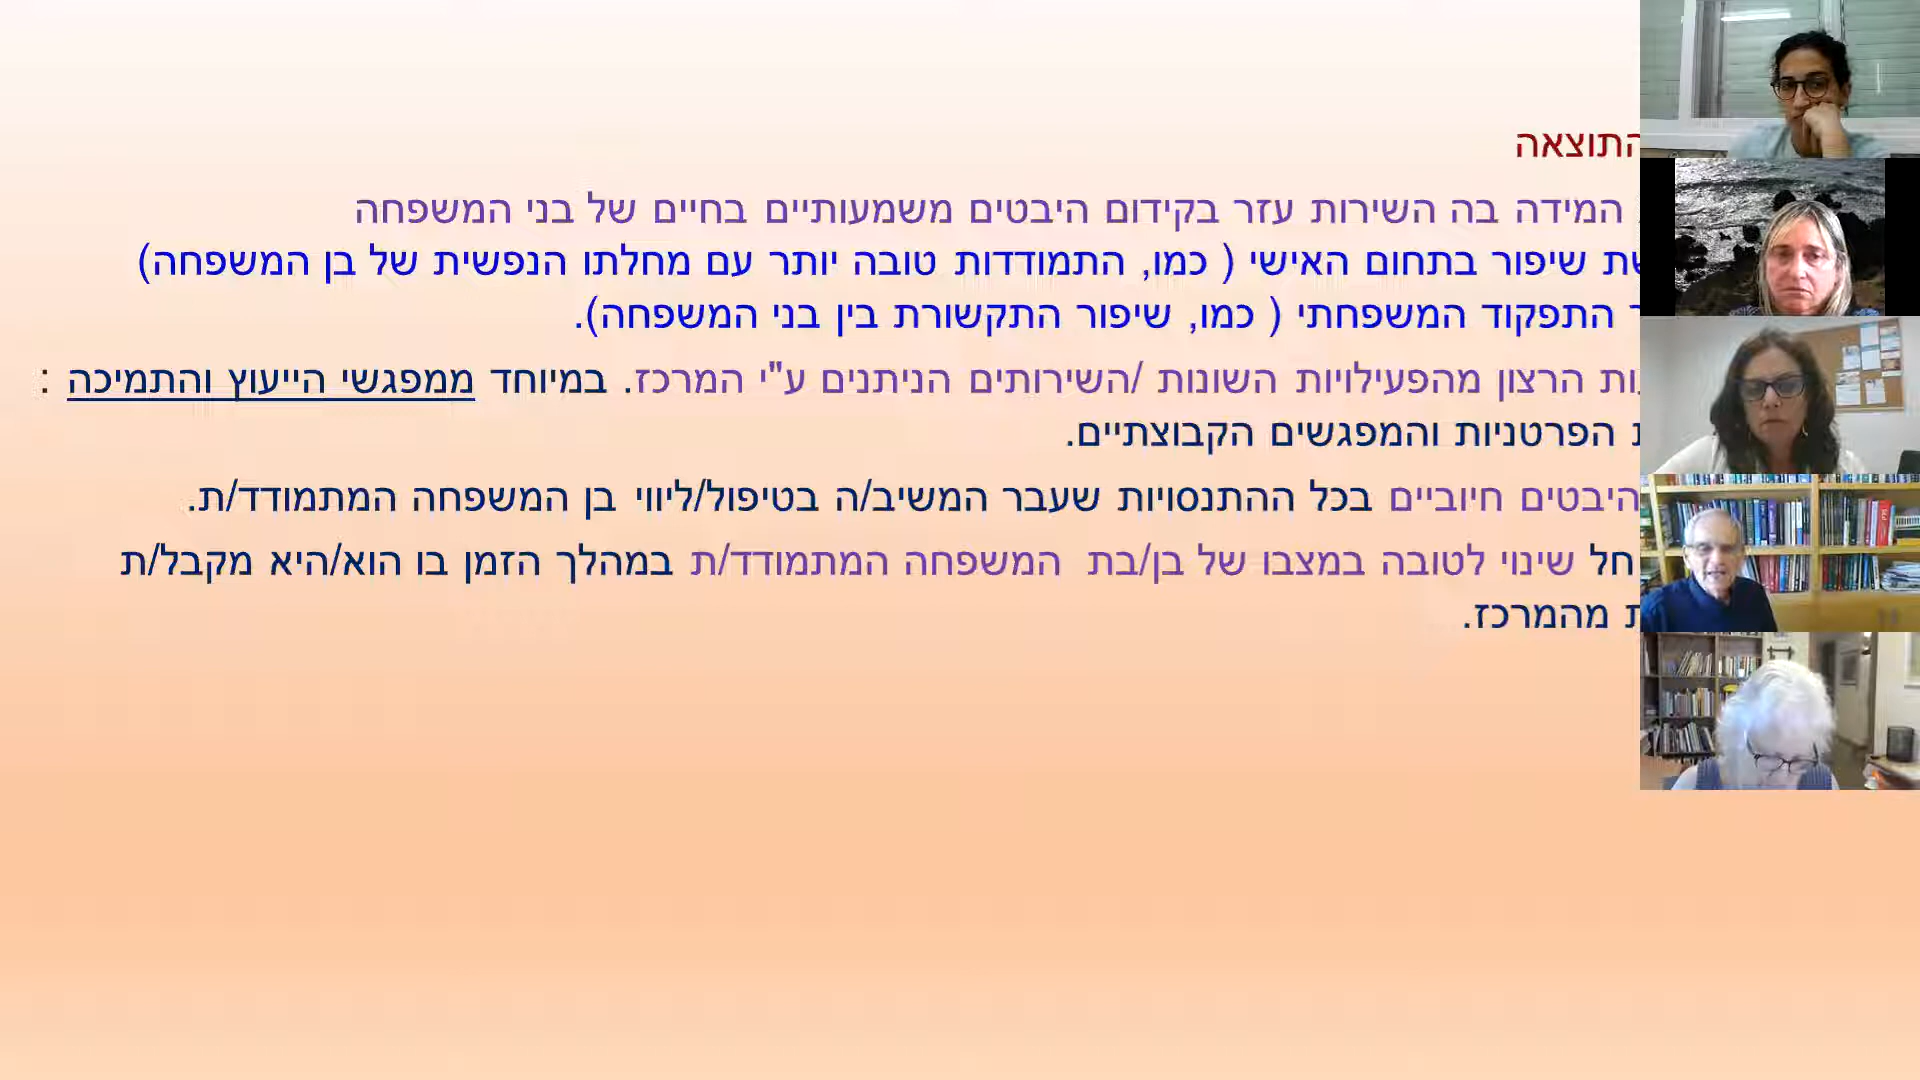 התוצאה
המידה בה השירות עזר בקידום היבטים משמעותיים בחיים של בני המשפחה
שיפור בתחום האישי ( כמו, התמודדות טובה יותר עם מחלתו הנפשית של בן המשפחה)
התפקוד המשפחתי ( כמו, שיפור התקשורת בין בני המשפחה).
הרצון מהפעילויות השונות /השירותים הניתנים ע"י המרכז. במיוחד ממפגשי הייעוץ והתמיכה :
הפרטניות והמפגשים הקבוצתיים.
היבטים חיוביים בכל ההתנסויות שעבר המשיב/ה בטיפול/ליווי בן המשפחה המתמודד/ת.
חל שינוי לטובה במצבו של בן/בת המשפחה המתמודד/ת במהלך הזמן בו הוא/היא מקבל/ת
מהמרכז.